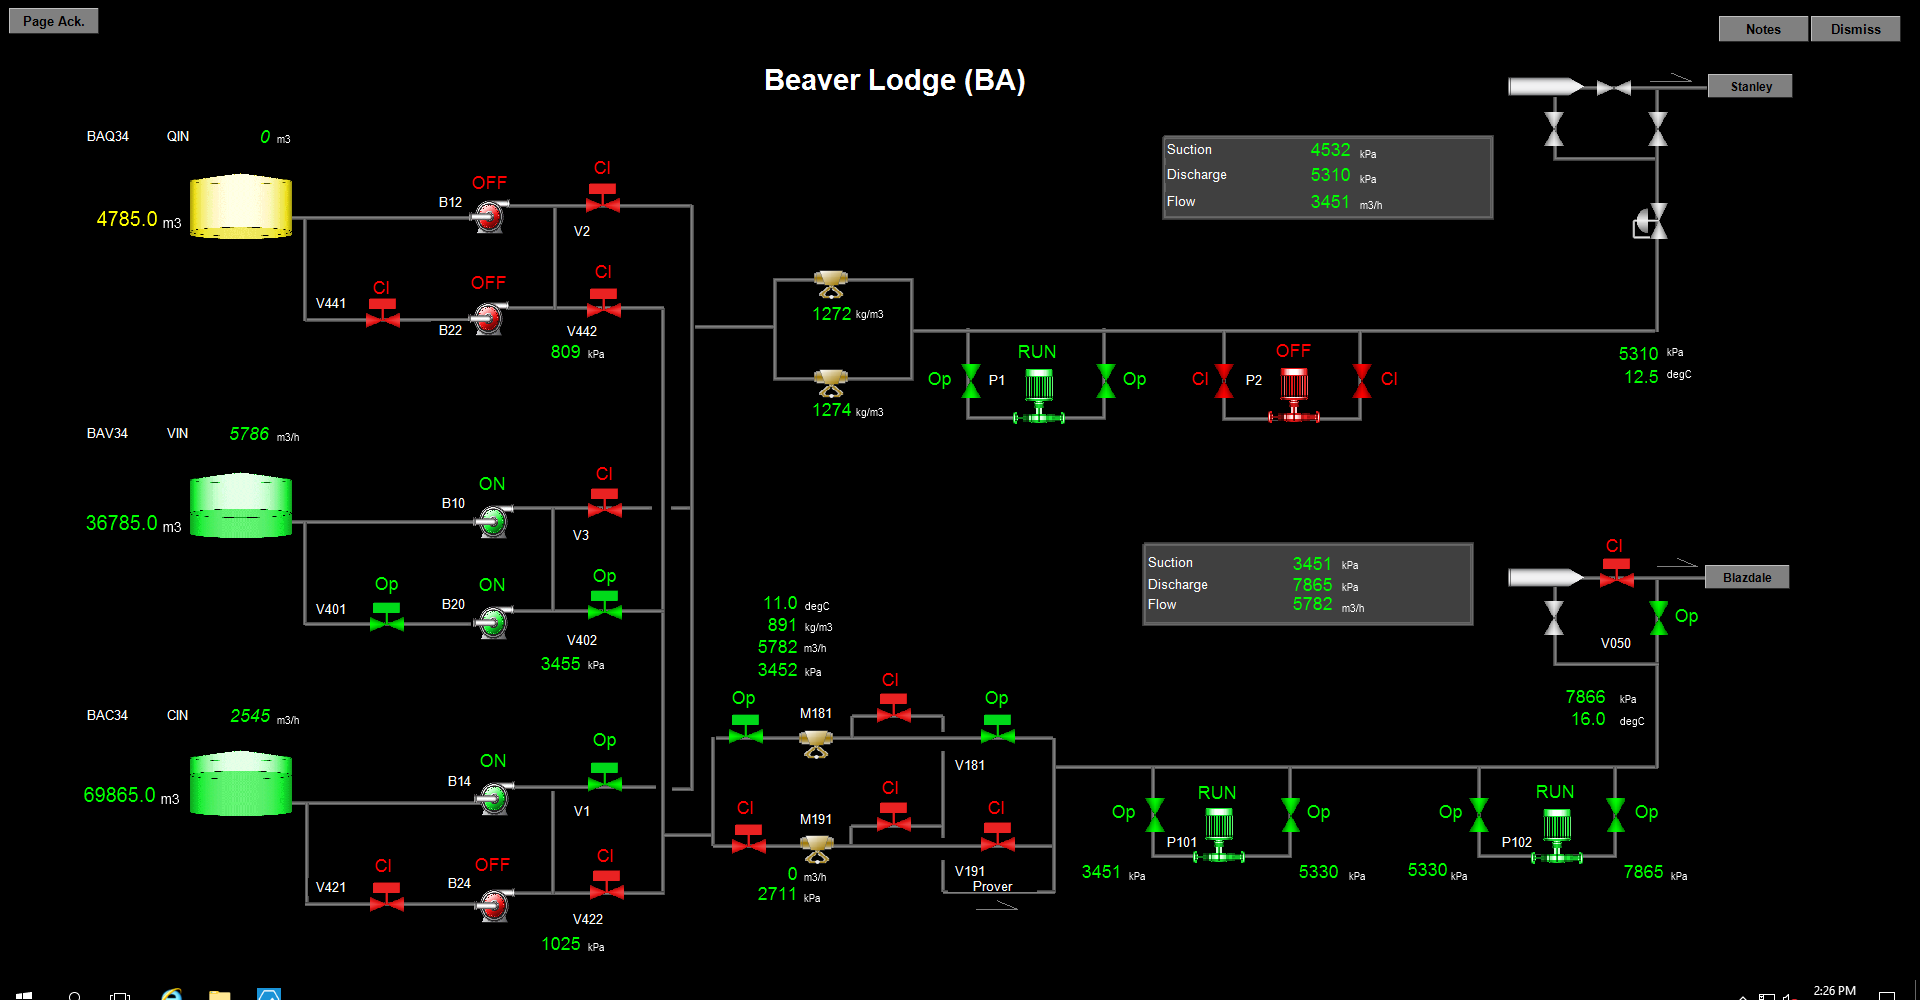 Page Ack.
Notes
Dismiss
Beaver Lodge (BA)
Stanley
BAQ34 QIN 0 m3
4785.0 m3
OFF
B12
Cl
V2
V441
Cl
OFF
B22
Cl
V442
809 kPa
Suction 4532 kPa
Discharge 5310 kPa
Flow 3451 m3/h
1272 kg/m3
1274 kg/m3
Op P1 RUN Op
Cl P2 OFF Cl
5310 kPa
12.5 degC
BAV34 VIN 5786 m3/h
36785.0 m3
ON
B10
Cl
V3
V401
Op
ON
B20
Op
V402
3455 kPa
Suction 3451 kPa
Discharge 7865 kPa
Flow 5782 m3/h
Cl
Blazdale
Op
V050
7866 kPa
16.0 degC
11.0 degC
891 kg/m3
5782 m3/h
3452 kPa
BAC34 CIN 2545 m3/h
69865.0 m3
ON
B14
Op
V1
V421
Cl
OFF
B24
Cl
V422
1025 kPa
Op
M181
Cl
Op
V181
Cl
M191
Cl
Cl
V191
Prover
0 m3/h
2711 kPa
Op RUN Op
P101
3451 kPa
5330 kPa
Op RUN Op
P102
5330 kPa
7865 kPa
2:26 PM